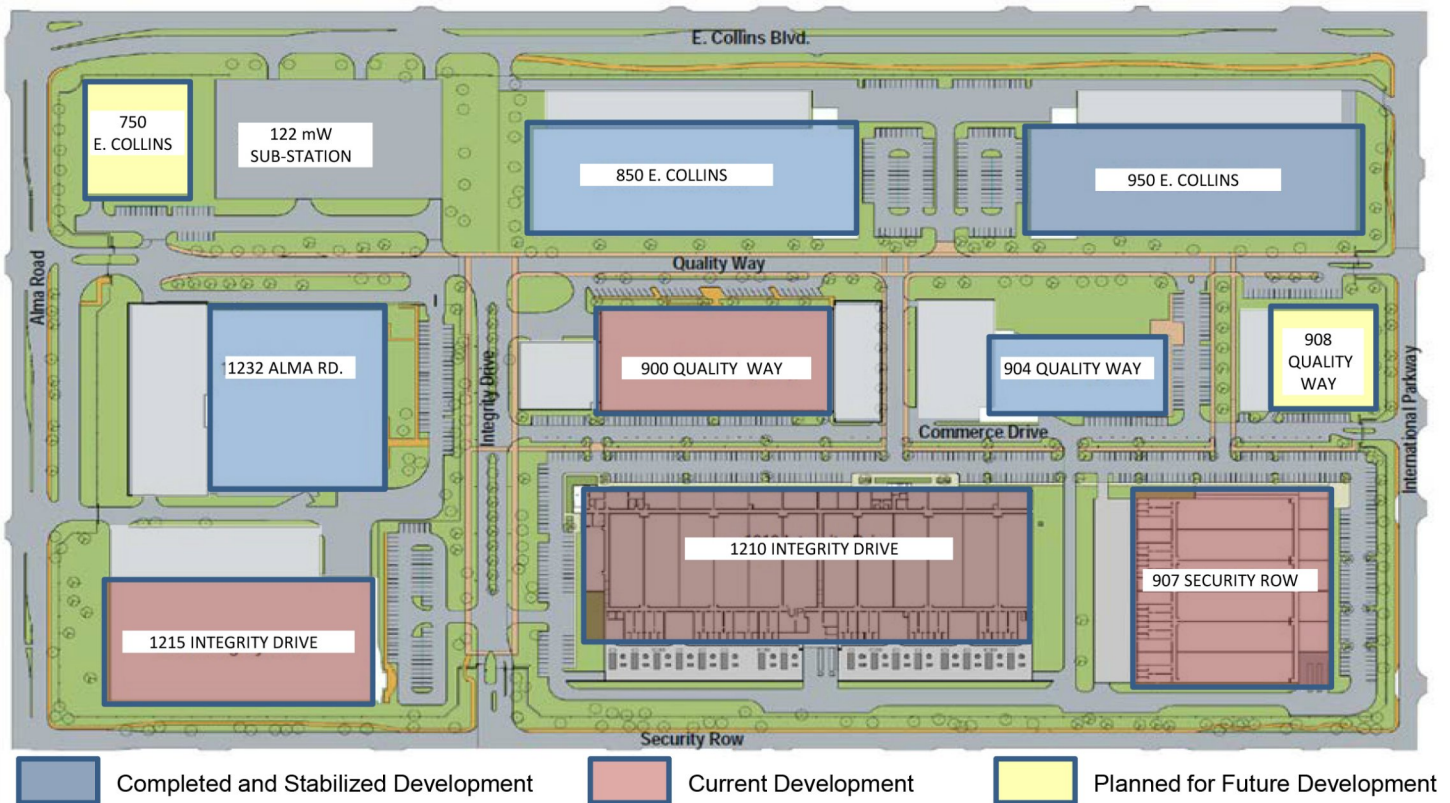 E. Collins Blvd.
750
E. COLLINS
122 mW
SUB-STATION
850 E. COLLINS
950 E. COLLINS
Alma Road
Quality Way
1232 ALMA RD.
Integrity Drive
900 QUALITY WAY
904 QUALITY WAY
908
QUALITY
WAY
International Parkway
Commerce Drive
1210 INTEGRITY DRIVE
907 SECURITY ROW
1215 INTEGRITY DRIVE
Security Row
Completed and Stabilized Development
Current Development
Planned for Future Development